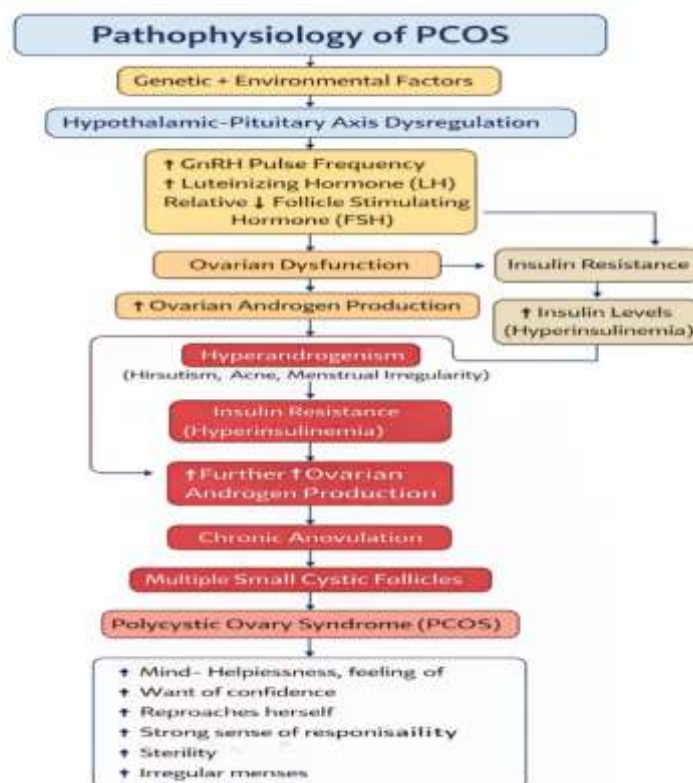 Pathophysiology of PCOS
Genetic + Environmental Factors
Hypothalamic-Pituitary Axis Dysregulation
↑ GnRH Pulse Frequency
↑ Luteinizing Hormone (LH)
Relative ↓ Follicle Stimulating
Hormone (FSH)
Ovarian Dysfunction
Insulin Resistance
↑ Ovarian Androgen Production
↑ Insulin Levels
(Hyperinsulinemia)
Hyperandrogenism
(Hirsutism, Acne, Menstrual Irregularity)
Insulin Resistance
(Hyperinsulinemia)
↑Further ↑Ovarian
Androgen Production
Chronic Anovulation
Multiple Small Cystic Follicles
Polycystic Ovary Syndrome (PCOS)
↑ Mind- Helpiessness, feeling of
↑ Want of confidence
↑ Reproaches herself
↑ Strong sense of responisaility
↑ Sterility
↑ Irregular menses